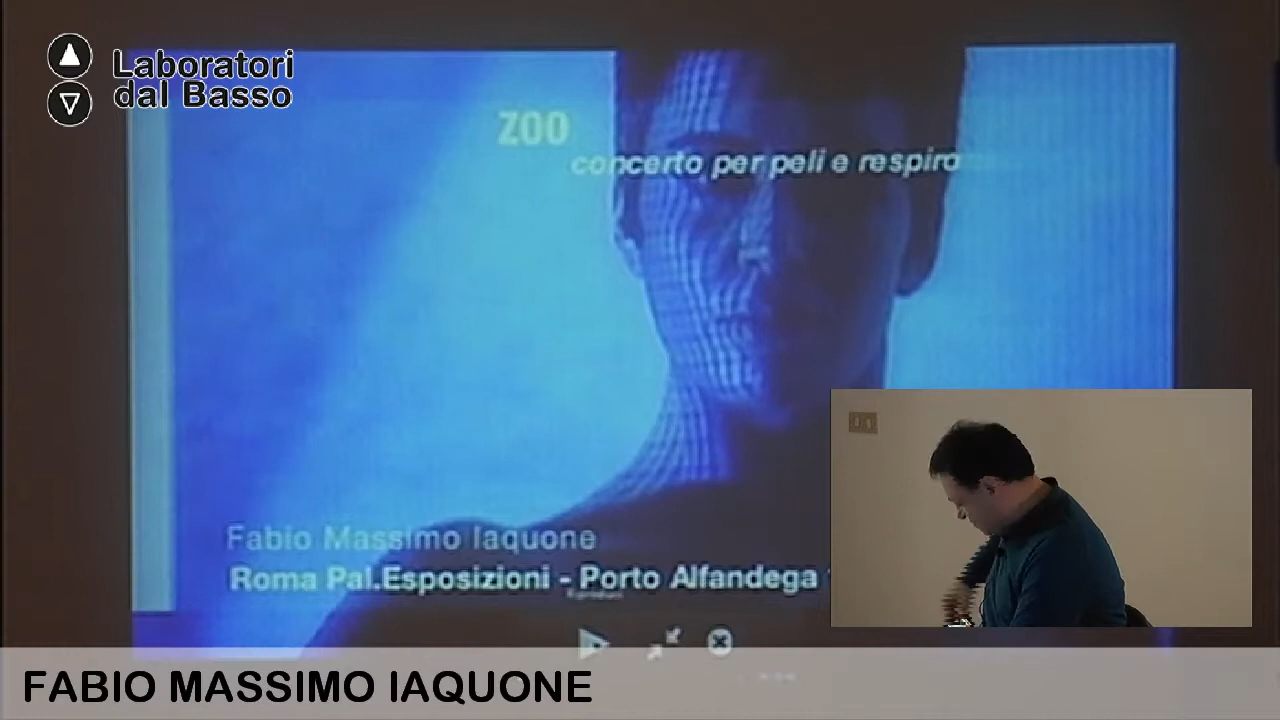 Laboratori
dal Basso
ZOO
concerto per peli e respiro
Fabio Massimo Iaquone
Roma Pal.Esposizioni - Porto Alfandega
FABIO MASSIMO IAQUONE